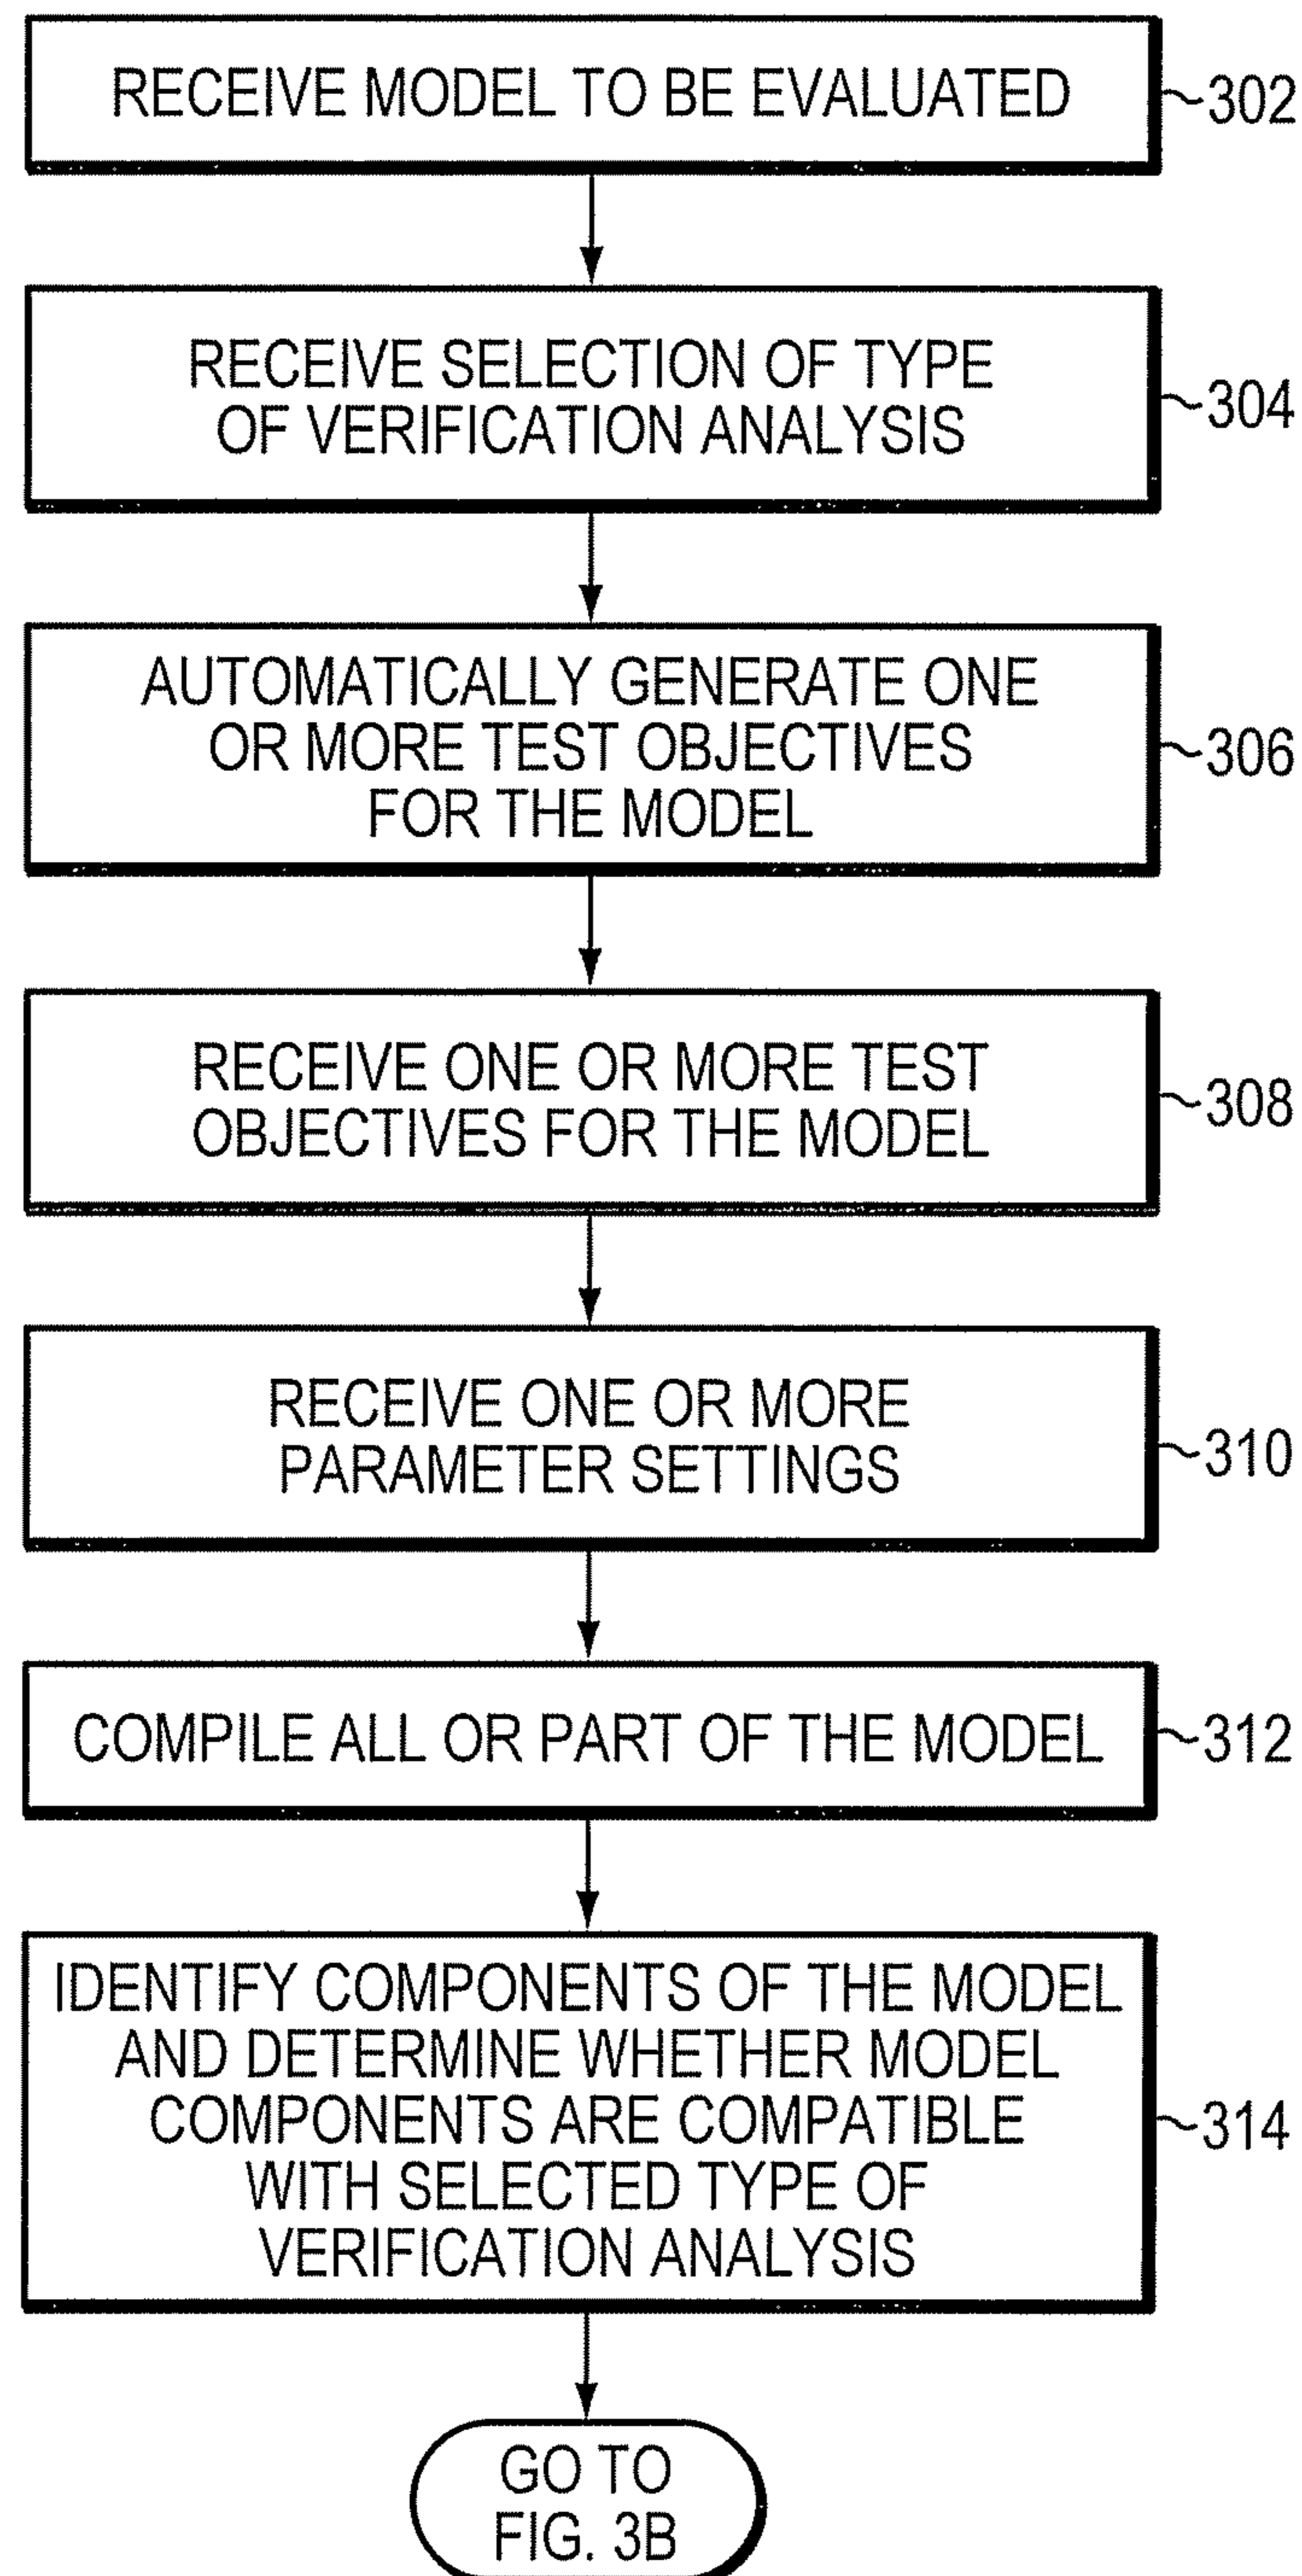 RECEIVE MODEL TO BE EVALUATED
302
RECEIVE SELECTION OF TYPE
OF VERIFICATION ANALYSIS
304
AUTOMATICALLY GENERATE ONE
OR MORE TEST OBJECTIVES
FOR THE MODEL
306
RECEIVE ONE OR MORE TEST
OBJECTIVES FOR THE MODEL
308
RECEIVE ONE OR MORE
PARAMETER SETTINGS
310
COMPILE ALL OR PART OF THE MODEL
312
IDENTIFY COMPONENTS OF THE MODEL
AND DETERMINE WHETHER MODEL
COMPONENTS ARE COMPATIBLE
WITH SELECTED TYPE OF
VERIFICATION ANALYSIS
314
GO TO
FIG. 3B